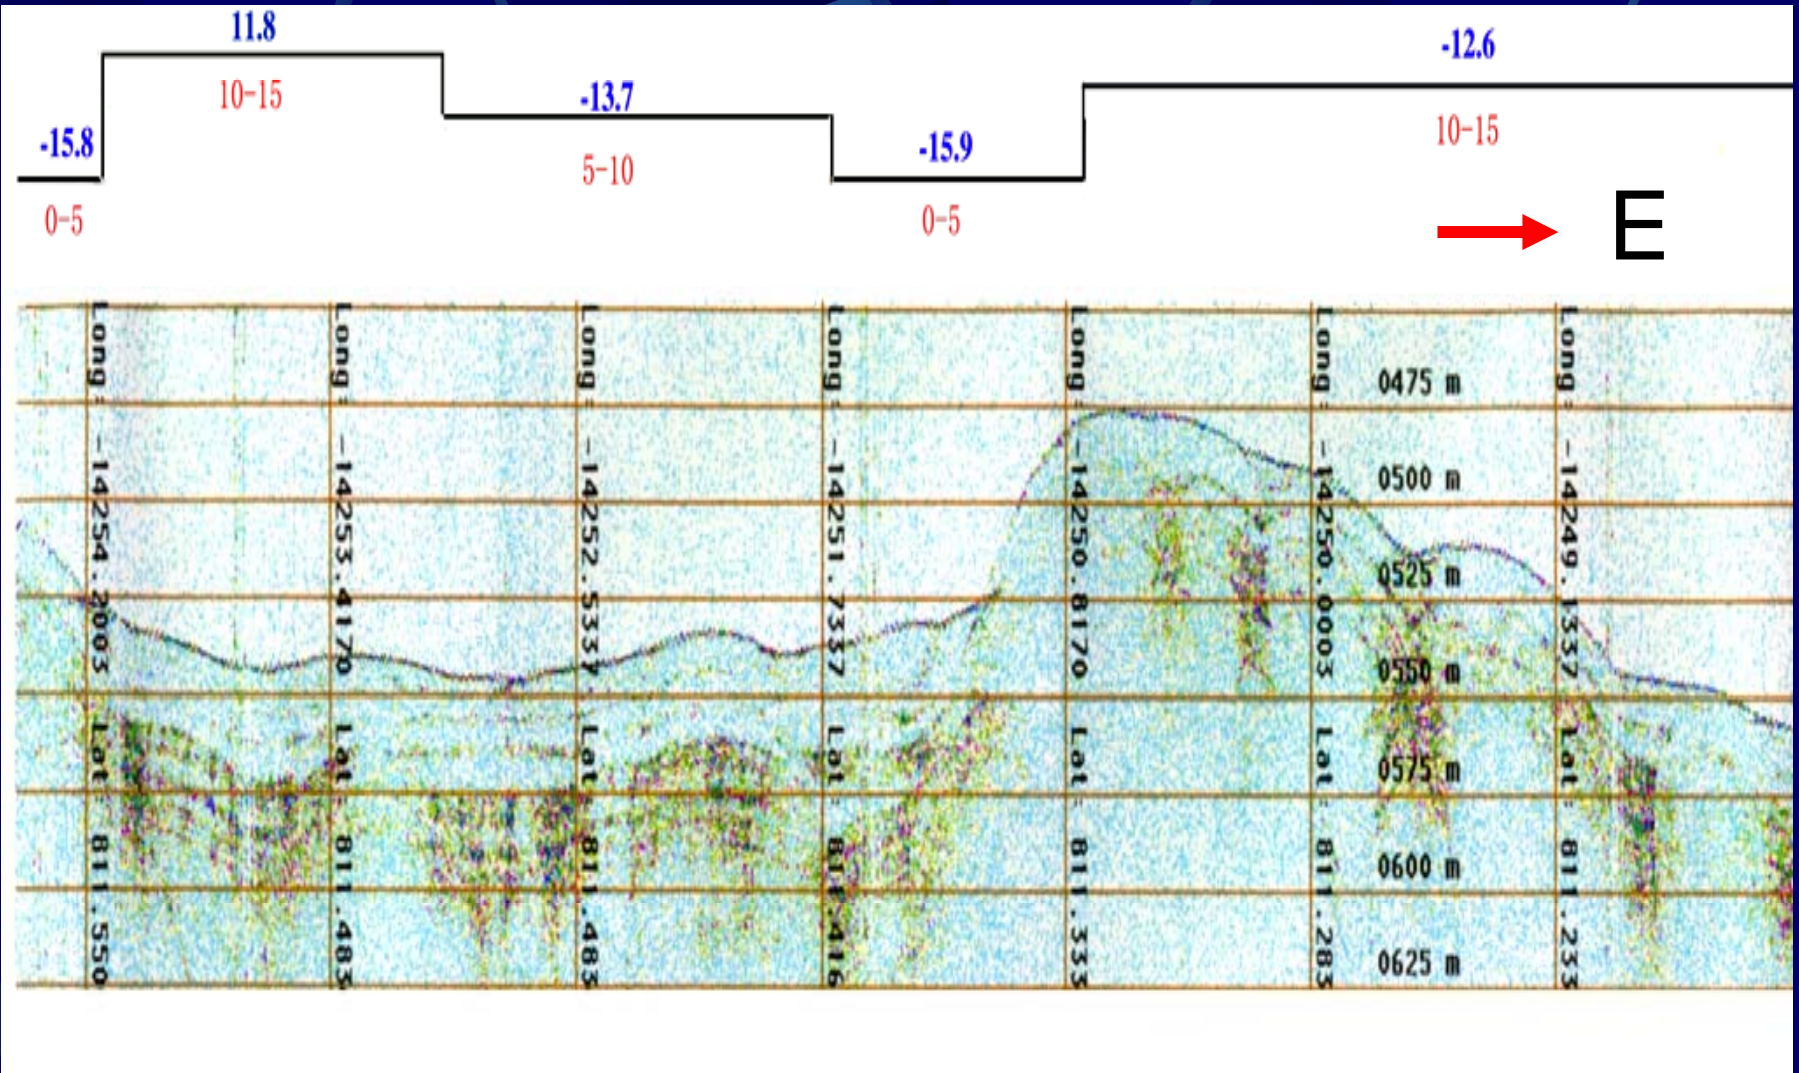 11.8
-12.6
10-15
-13.7
-15.8
10-15
5-10
-15.9
0-5
0-5
E
Long: -14254.2003 Lat: 811.550
Long: -14253.4170 Lat: 811.483
Long: -14252.5337 Lat: 811.483
Long: -14251.7337 Lat: 811.416
Long: -14250.8170 Lat: 811.333
Long: -14250.0003 Lat: 811.283
Long: -14249.1337 Lat: 811.233
0475 m
0500 m
0525 m
0550 m
0575 m
0600 m
0625 m